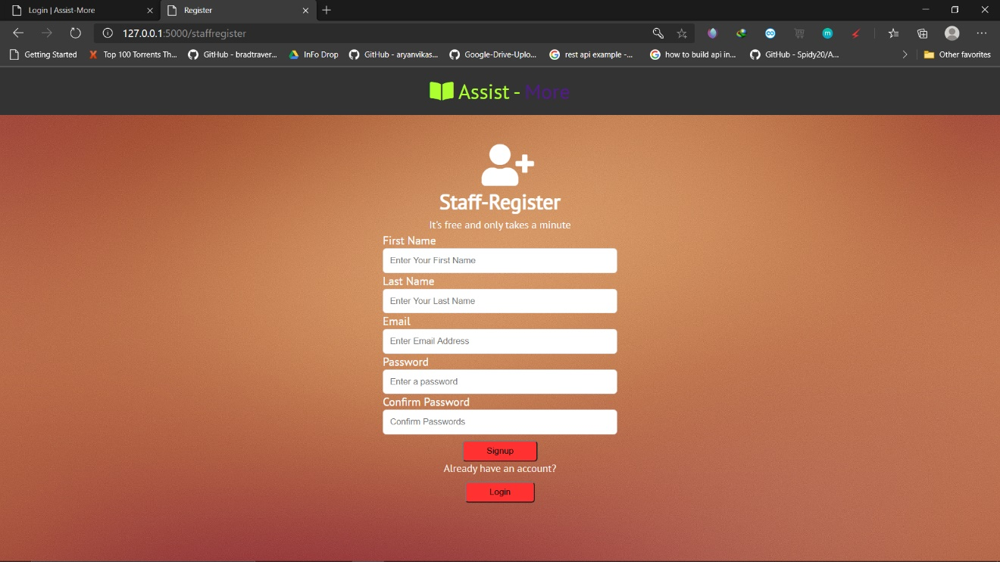 Login | Assist-More
Register
127.0.0.1:5000/staffregister
Getting Started
Top 100 Torrents Th...
GitHub - bradtraver...
InFo Drop
GitHub - aryanvikas...
Google-Drive-Uplo...
rest api example -...
how to build api in...
GitHub - Spidy20/A...
Other favorites
Assist - More
Staff-Register
It's free and only takes a minute
First Name
Enter Your First Name
Last Name
Enter Your Last Name
Email
Enter Email Address
Password
Enter a password
Confirm Password
Confirm Passwords
Signup
Already have an account?
Login